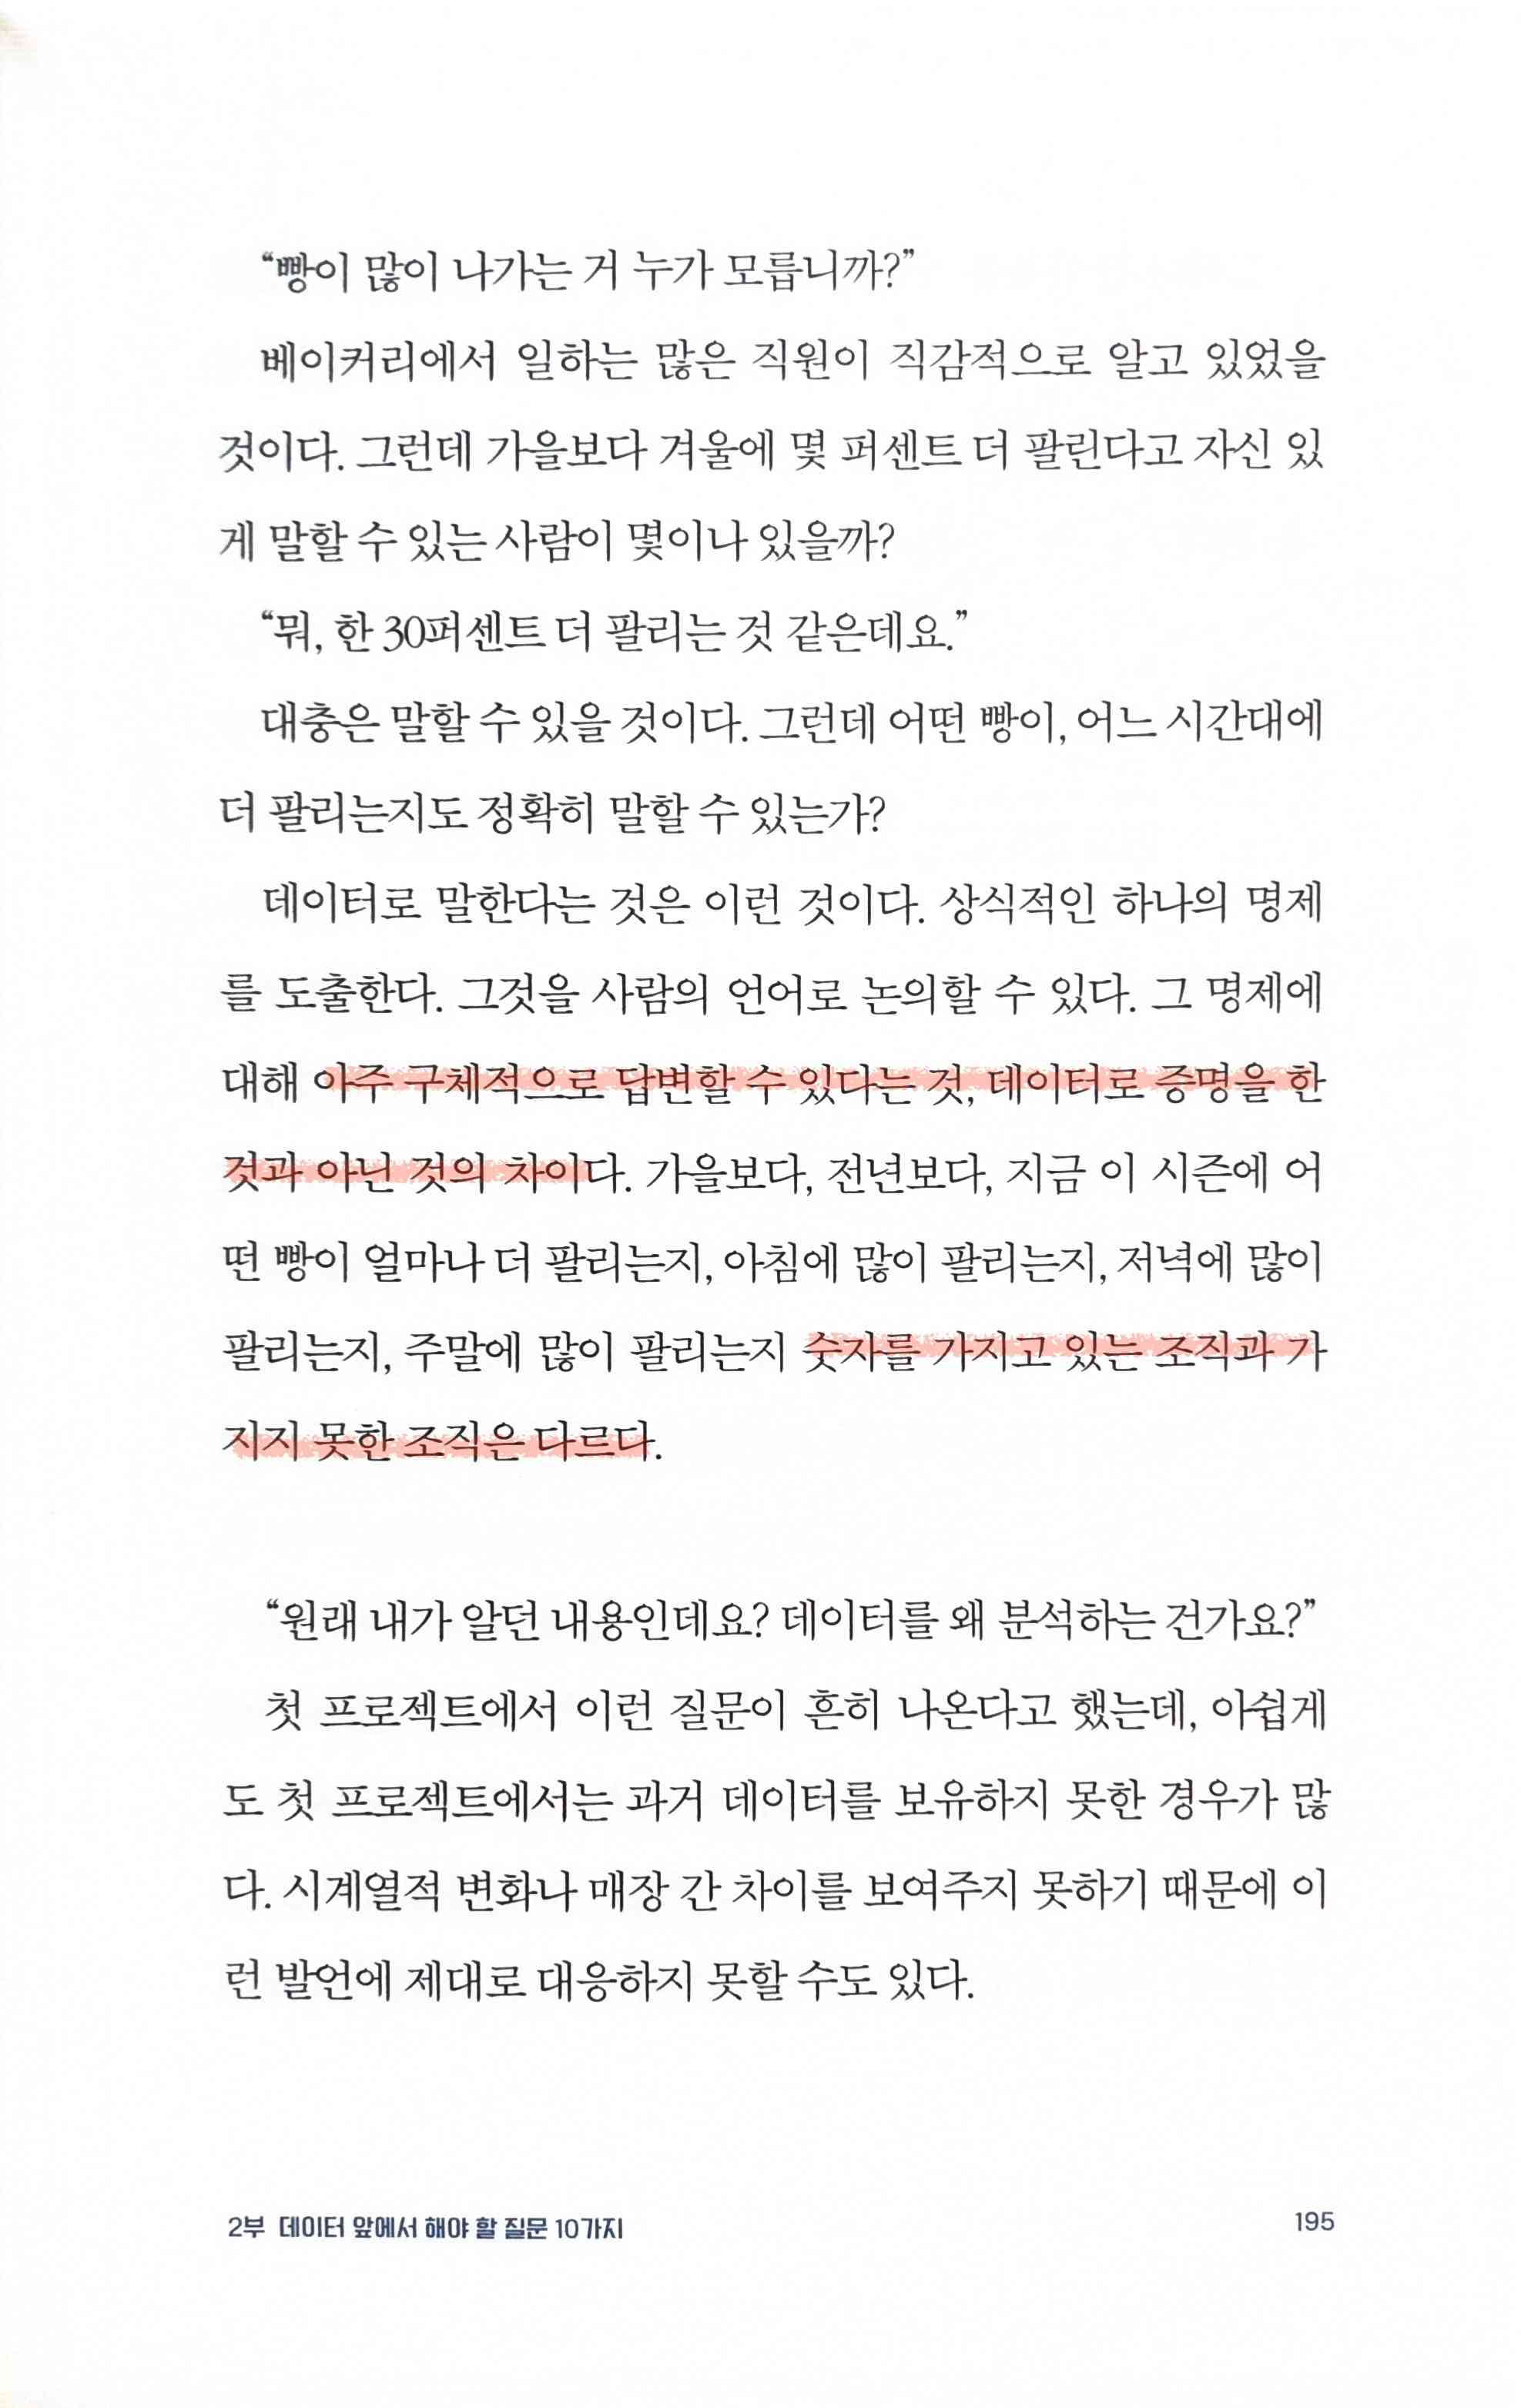 “빵이 많이 나가는 거 누가 모릅니까?”
베이커리에서 일하는 많은 직원이 직감적으로 알고 있었을
것이다. 그런데 가을보다 겨울에 몇 퍼센트 더 팔린다고 자신 있
게 말할 수 있는 사람이 몇이나 있을까?
“뭐, 한 30퍼센트 더 팔리는 것 같은데요.”
대충은 말할 수 있을 것이다. 그런데 어떤 빵이, 어느 시간대에
더 팔리는지도 정확히 말할 수 있는가?
데이터로 말한다는 것은 이런 것이다. 상식적인 하나의 명제
를 도출한다. 그것을 사람의 언어로 논의할 수 있다. 그 명제에
대해 아주 구체적으로 답변할 수 있다는 것, 데이터로 증명을 한
것과 아닌 것의 차이다. 가을보다, 전년보다, 지금 이 시즌에 어
떤 빵이 얼마나 더 팔리는지, 아침에 많이 팔리는지, 저녁에 많이
팔리는지, 주말에 많이 팔리는지 숫자를 가지고 있는 조직과 가
지지 못한 조직은 다르다.
“원래 내가 알던 내용인데요? 데이터를 왜 분석하는 건가요?”
첫 프로젝트에서 이런 질문이 흔히 나온다고 했는데, 아쉽게
도 첫 프로젝트에서는 과거 데이터를 보유하지 못한 경우가 많
다. 시계열적 변화나 매장 간 차이를 보여주지 못하기 때문에 이
런 발언에 제대로 대응하지 못할 수도 있다.
2부 데이터 앞에서 해야 할 질문 10가지
195